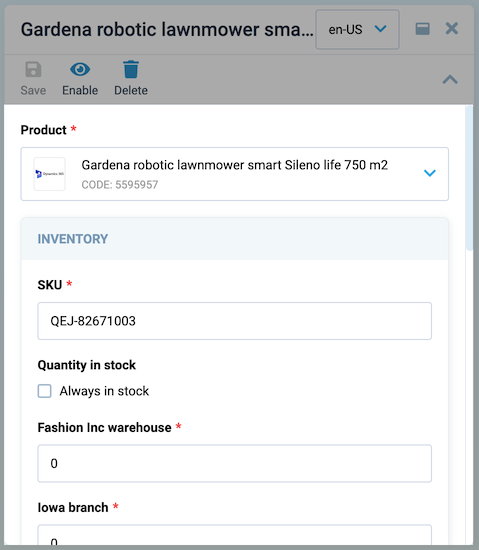 Gardena robotic lawnmower smar sma...
en-US
Save
Enable
Delete
Product *
Gardena robotic lawnmower smart Sileno life 750 m2
CODE: 5595957
Dynamics 365
INVENTORY
SKU *
QEJ-82671003
Quantity in stock
Always in stock
Fashion Inc warehouse *
0
Iowa branch *
0